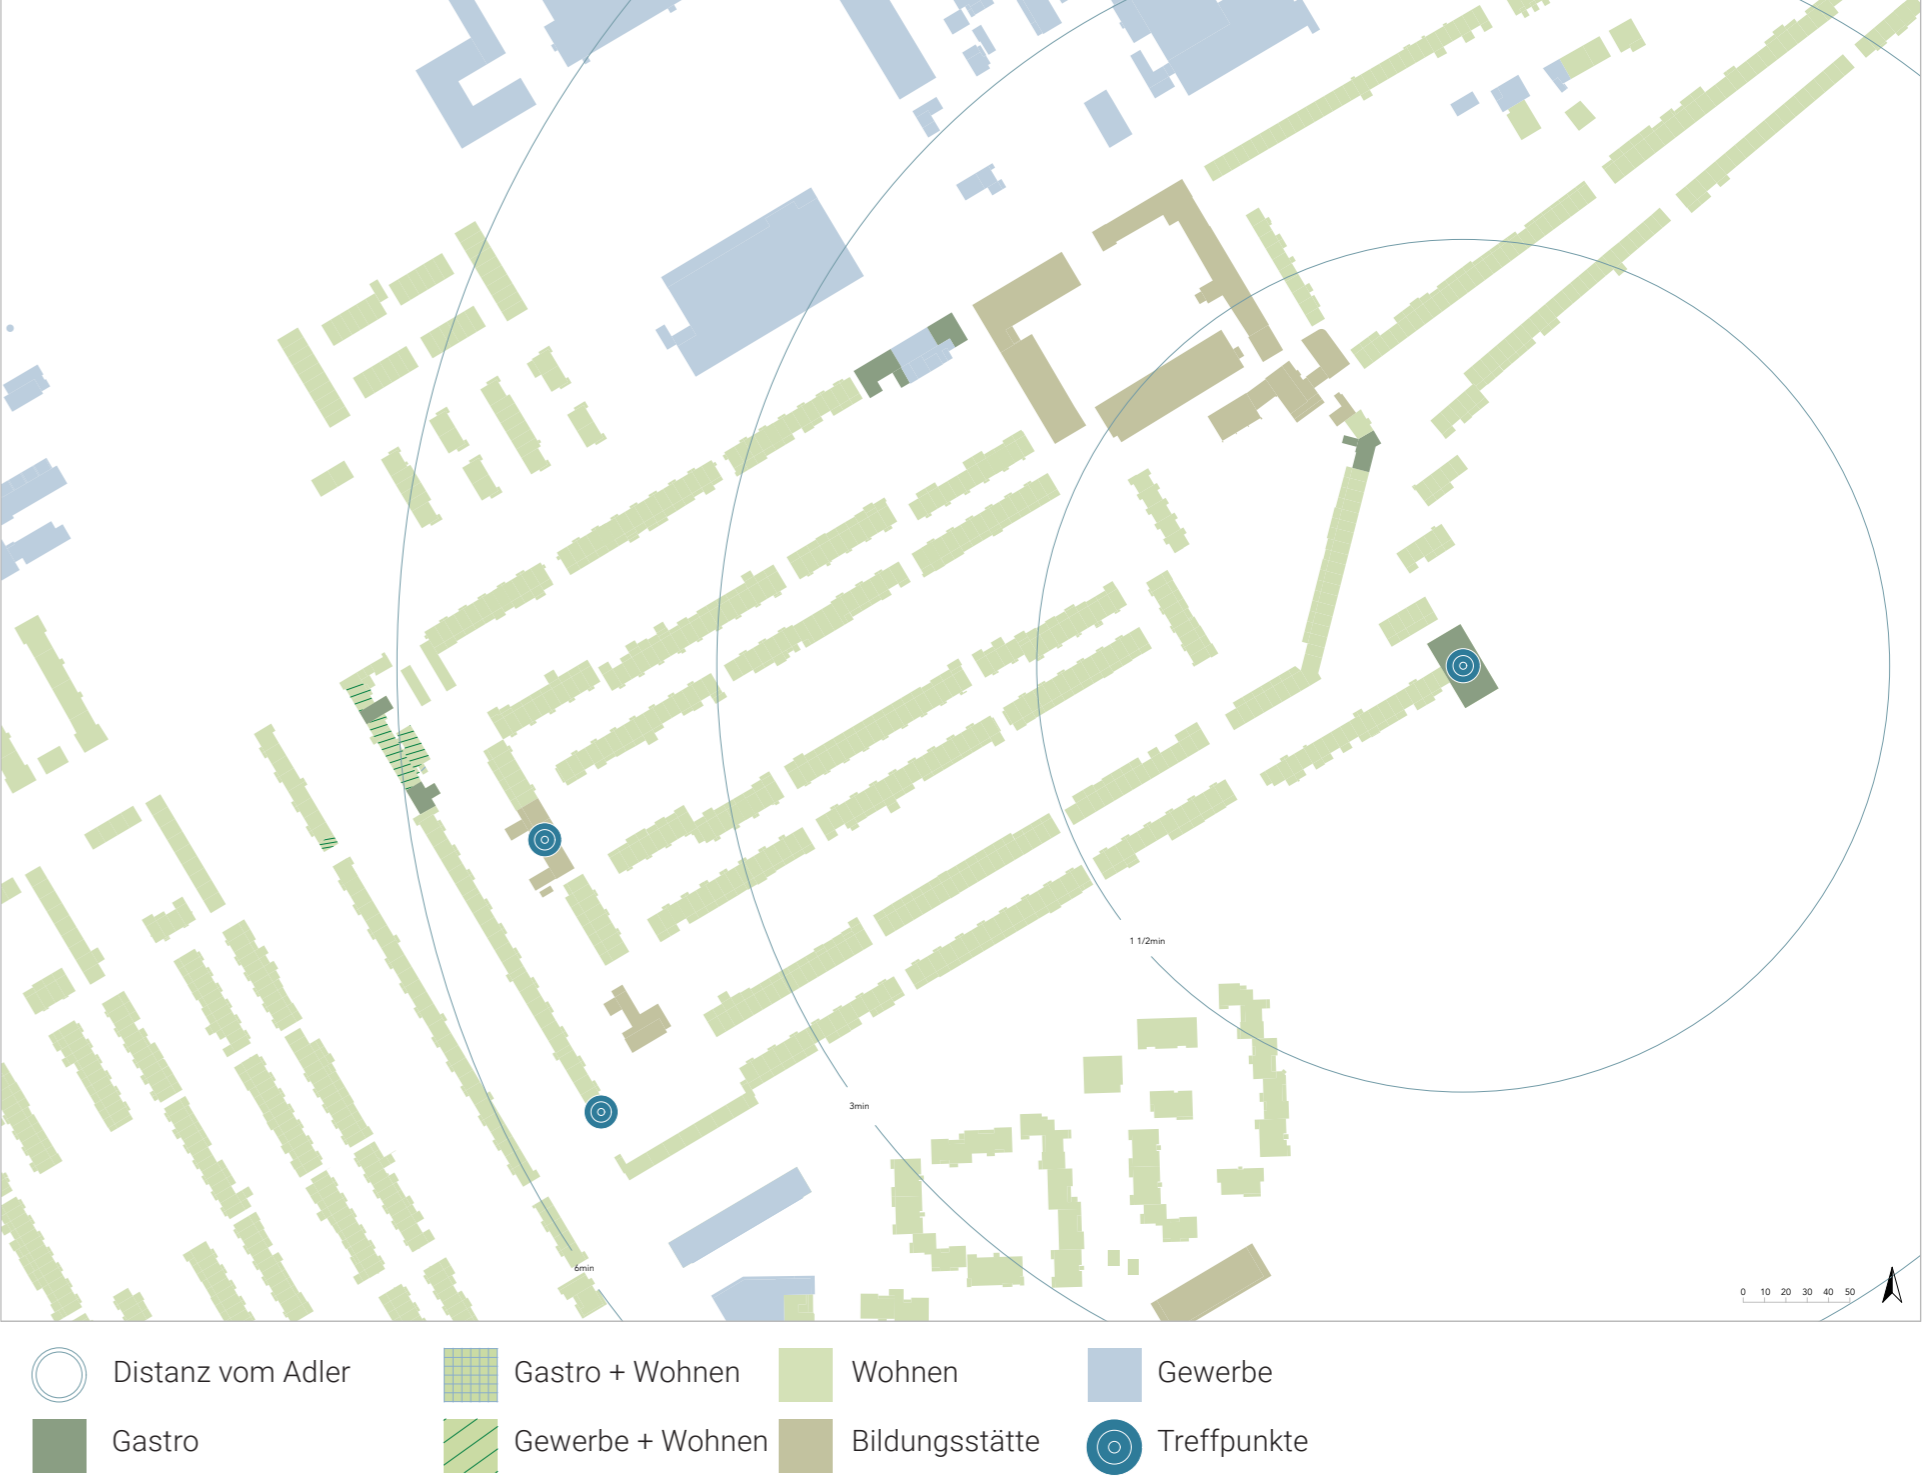 1 1/2min
3min
6min
0 10 20 30 40 50
Distanz vom Adler
Gastro + Wohnen
Wohnen
Gewerbe
Gastro
Gewerbe + Wohnen
Bildungsstätte
Treffpunkte